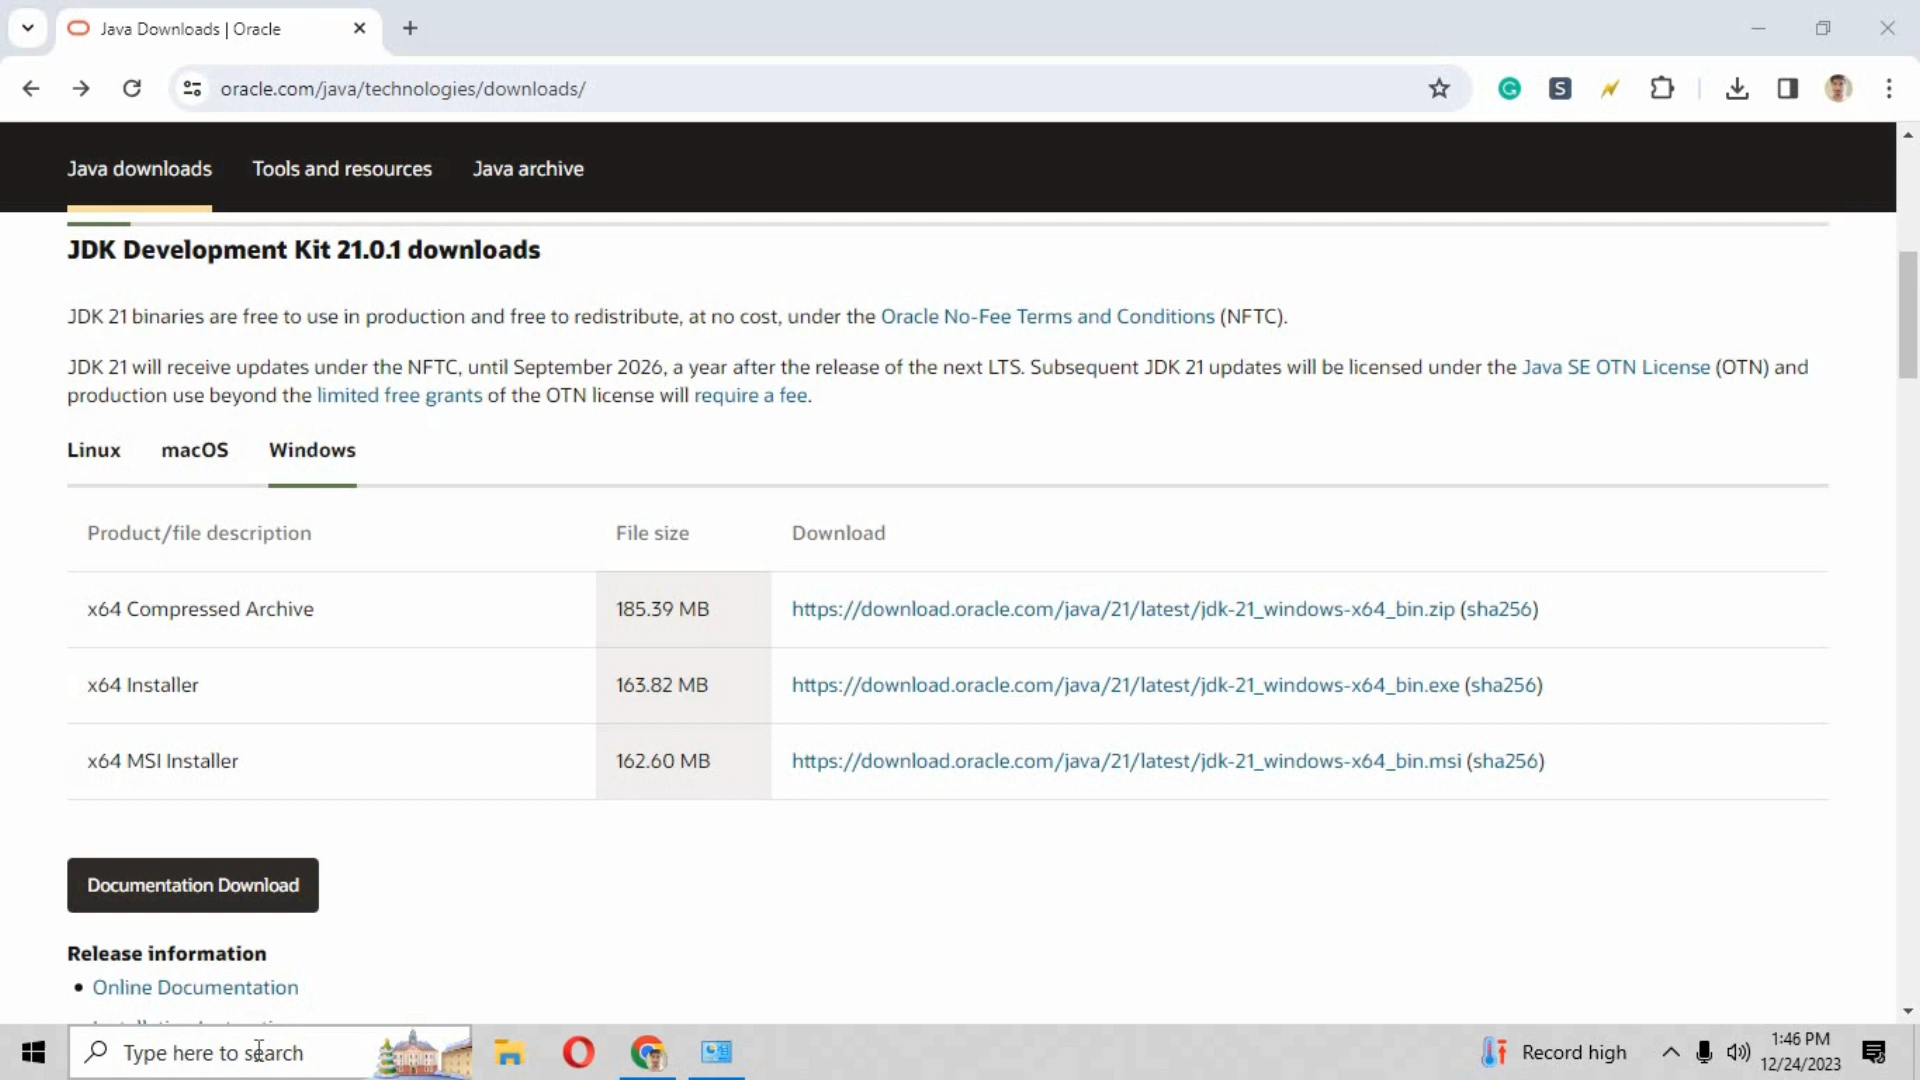 Java Downloads | Oracle
oracle.com/java/technologies/downloads/
Java downloads Tools and resources Java archive
JDK Development Kit 21.0.1 downloads
JDK 21 binaries are free to use in production and free to redistribute, at no cost, under the Oracle No-Fee Terms and Conditions (NFTC).
JDK 21 will receive updates under the NFTC, until September 2026, a year after the release of the next LTS. Subsequent JDK 21 updates will be licensed under the Java SE OTN License (OTN) and
production use beyond the limited free grants of the OTN license will require a fee.
Linux macOS Windows
Product/file description File size Download
x64 Compressed Archive 185.39 MB https://download.oracle.com/java/21/latest/jdk-21_windows-x64_bin.zip (sha256)
x64 Installer 163.82 MB https://download.oracle.com/java/21/latest/jdk-21_windows-x64_bin.exe (sha256)
x64 MSI Installer 162.60 MB https://download.oracle.com/java/21/latest/jdk-21_windows-x64_bin.msi (sha256)
Documentation Download
Release information
• Online Documentation
Type here to search
Record high
1:46 PM
12/24/2023